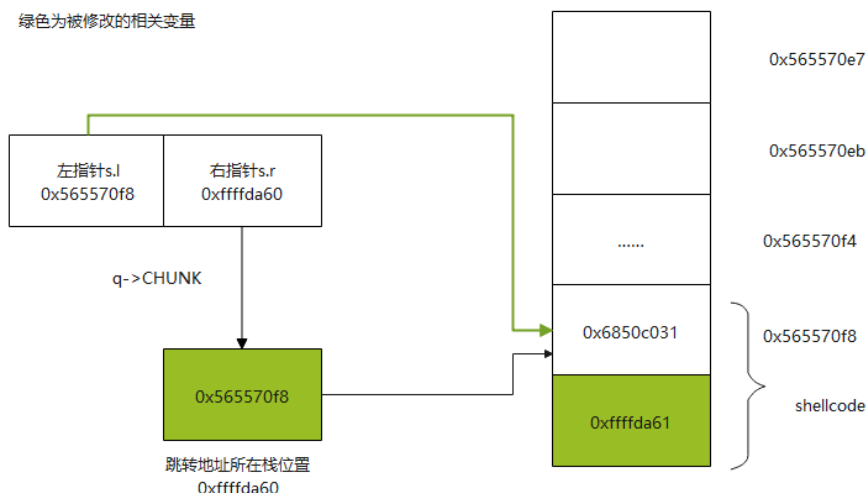 绿色为被修改的相关变量
左指针s.l
0x565570f8
右指针s.r
0xffffda60
q->CHUNK
0x565570f8
跳转地址所在栈位置
0xffffda60
0x565570e7
0x565570eb
......
0x565570f4
0x6850c031
0x565570f8
shellcode
0xffffda61